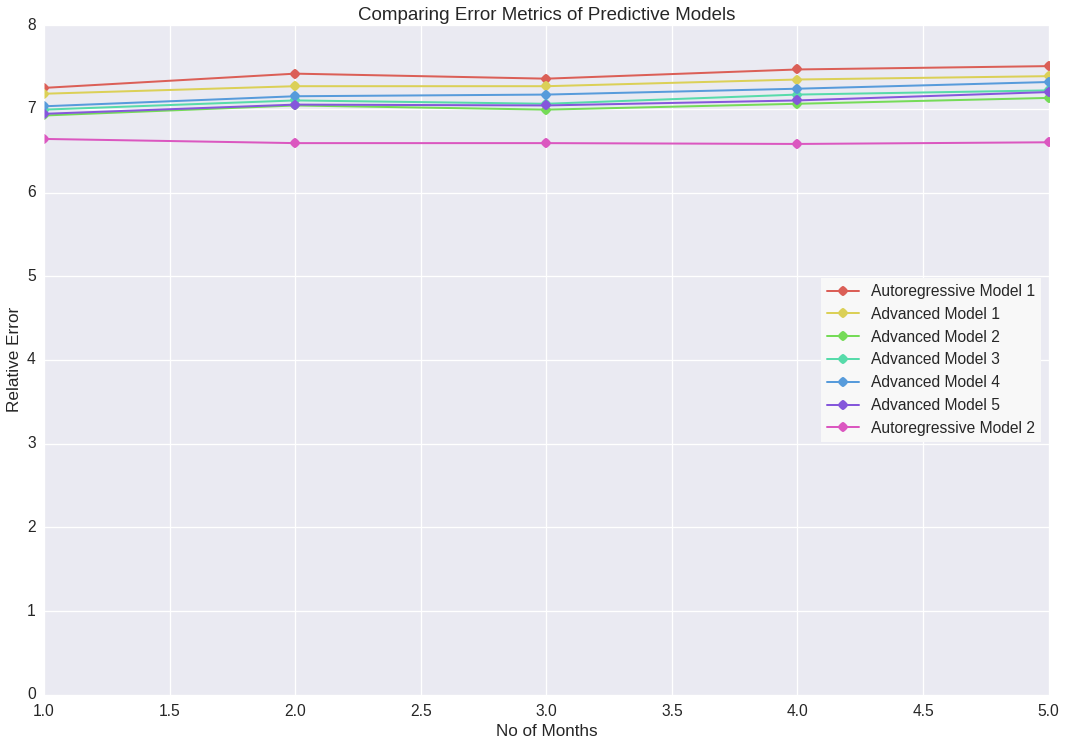 Comparing Error Metrics of Predictive Models
8
7
6
5
4
3
2
1
0
Relative Error
Autoregressive Model 1
Advanced Model 1
Advanced Model 2
Advanced Model 3
Advanced Model 4
Advanced Model 5
Autoregressive Model 2
1.0 1.5 2.0 2.5 3.0 3.5 4.0 4.5 5.0
No of Months